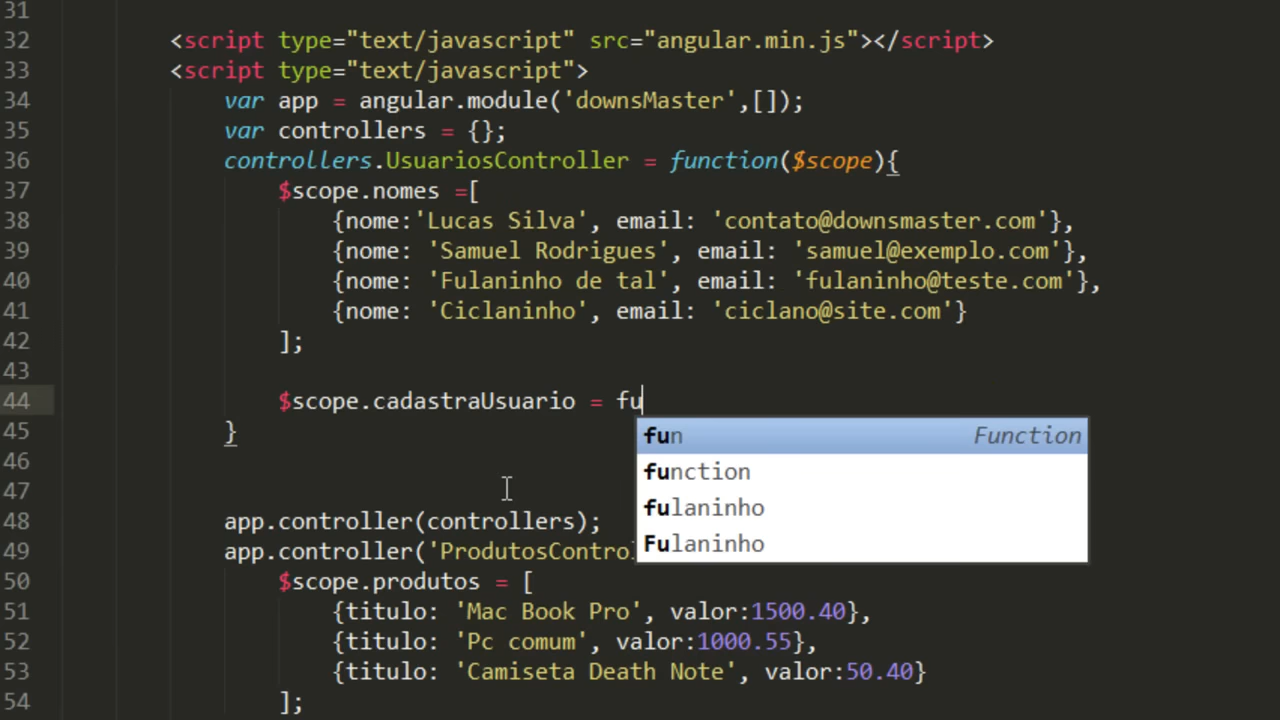 31
32 <script type="text/javascript" src="angular.min.js"></script>
33 <script type="text/javascript">
34 var app = angular.module('downsMaster',[]);
35 var controllers = {};
36 controllers.UsuariosController = function($scope){
37 $scope.nomes =[
38 {nome:'Lucas Silva', email: 'contato@downsmaster.com'},
39 {nome: 'Samuel Rodrigues', email: 'samuel@exemplo.com'},
40 {nome: 'Fulaninho de tal', email: 'fulaninho@teste.com'},
41 {nome: 'Ciclaninho', email: 'ciclano@site.com'}
42 ];
43
44 $scope.cadastraUsuario = fu
45 }
fun Function
46
function
47
fulaninho
48 app.controller(controllers);
Fulaninho
49 app.controller('ProdutosContro
50 $scope.produtos = [
51 {titulo: 'Mac Book Pro', valor:1500.40},
52 {titulo: 'Pc comum', valor:1000.55},
53 {titulo: 'Camiseta Death Note', valor:50.40}
54 ];